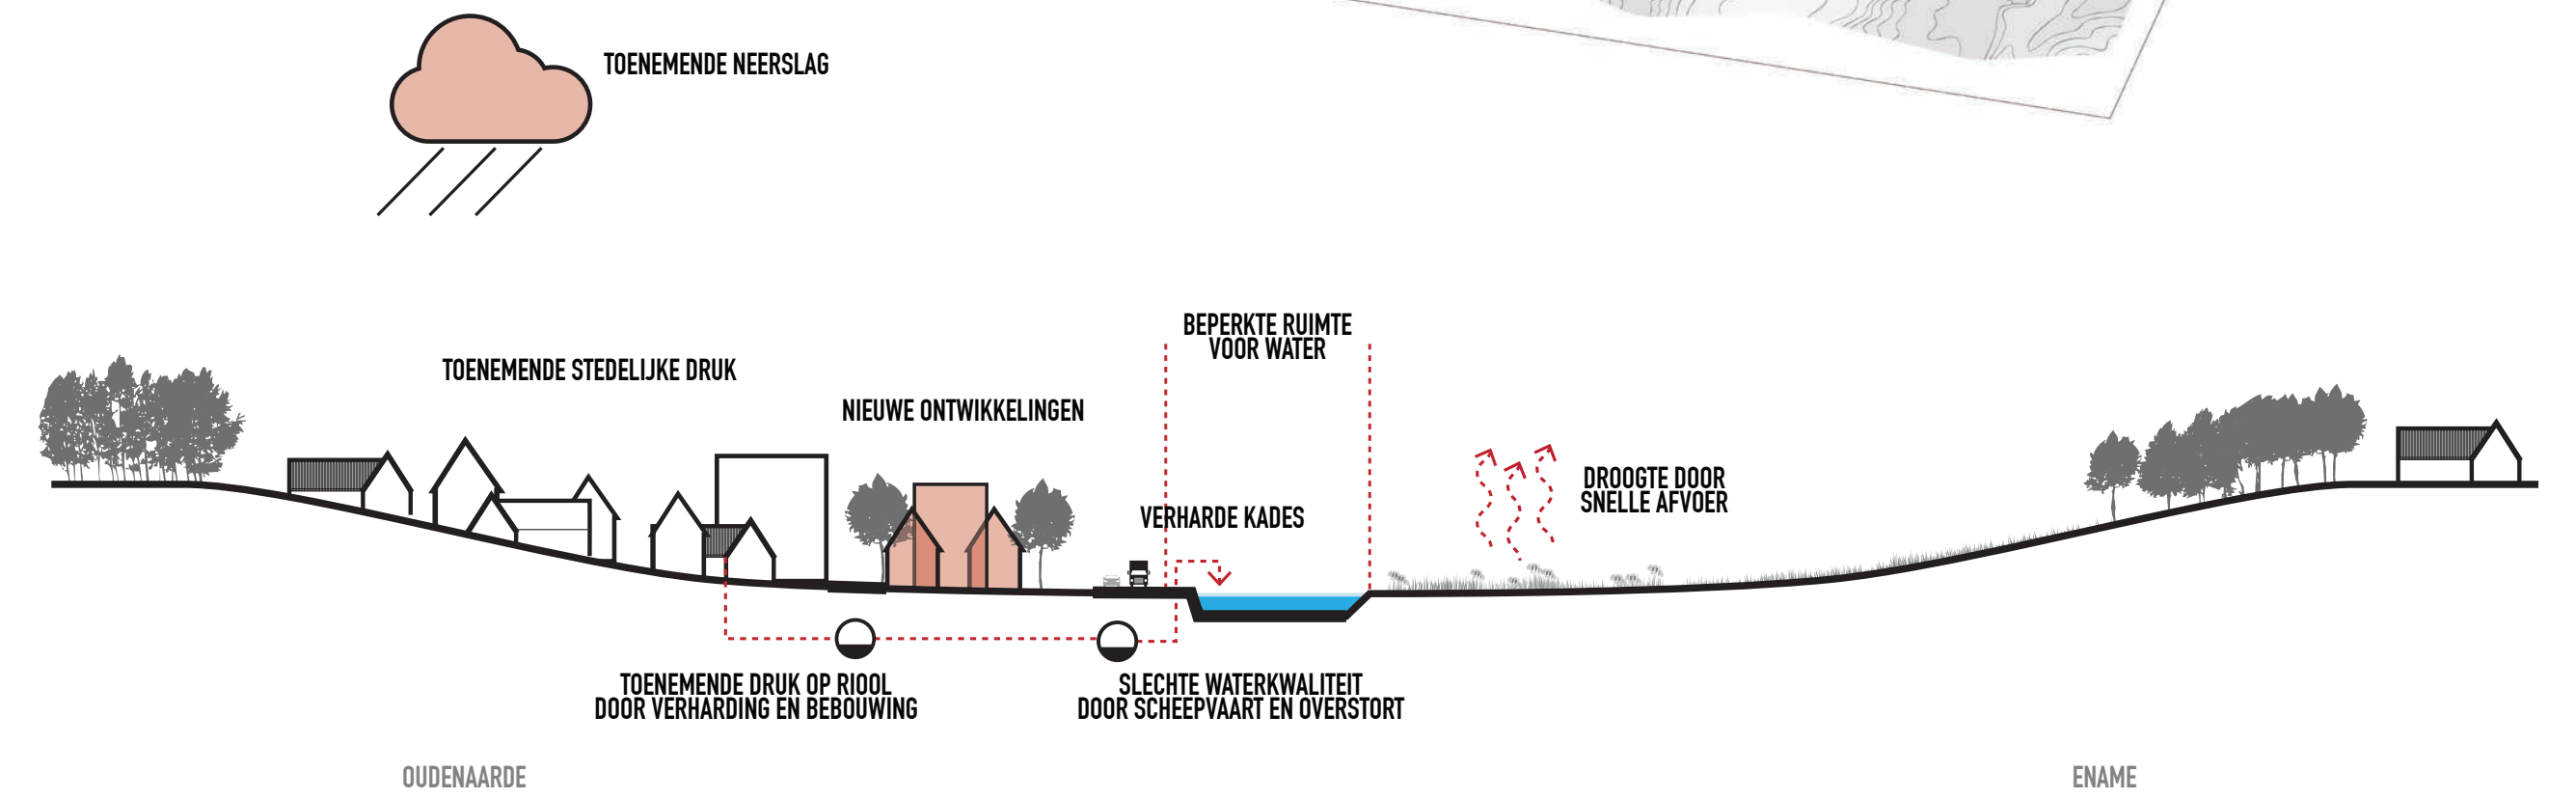 TOENEMENDE NEERSLAG
BEPERKTE RUIMTE
VOOR WATER
TOENEMENDE STEDELIJKE DRUK
NIEUWE ONTWIKKELINGEN
DROOGTE DOOR
SNELLE AFVOER
VERHARDE KADES
TOENEMENDE DRUK OP RIOOL
DOOR VERHARDING EN BEBOUWING
SLECHTE WATERKWALITEIT
DOOR SCHEEPVAART EN OVERSTORT
OUDENAARDE
ENAME